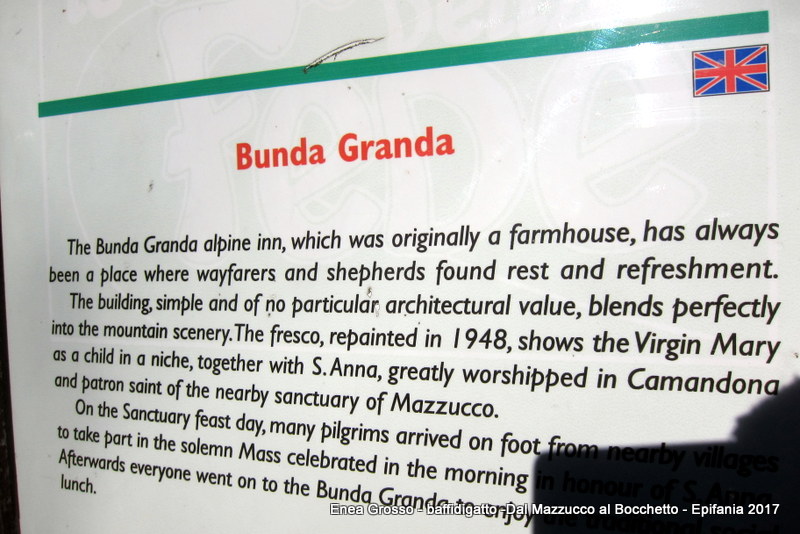 Bunda Granda
The Bunda Granda alpine inn, which was originally a farmhouse, has always
been a place where wayfarers and shepherds found rest and refreshment.
The building, simple and of no particular architectural value, blends perfectly
into the mountain scenery. The fresco, repainted in 1948, shows the Virgin Mary
as a child in a niche, together with S. Anna, greatly worshipped in Camandona
and patron saint of the nearby sanctuary of Mazzucco.
On the Sanctuary feast day, many pilgrims arrived on foot from nearby villages
to take part in the solemn Mass celebrated in the morning in honour of S. Anna.
Afterwards everyone went on to the Bunda Granda to enjoy the traditional social
lunch.
Enea Grosso - baffidigatto - Dal Mazzucco al Bocchetto - Epifania 2017